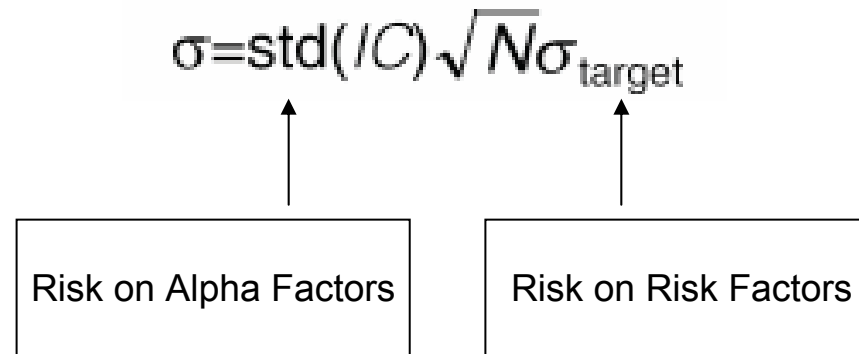 σ=std(IC)√Nσtarget
Risk on Alpha Factors
Risk on Risk Factors